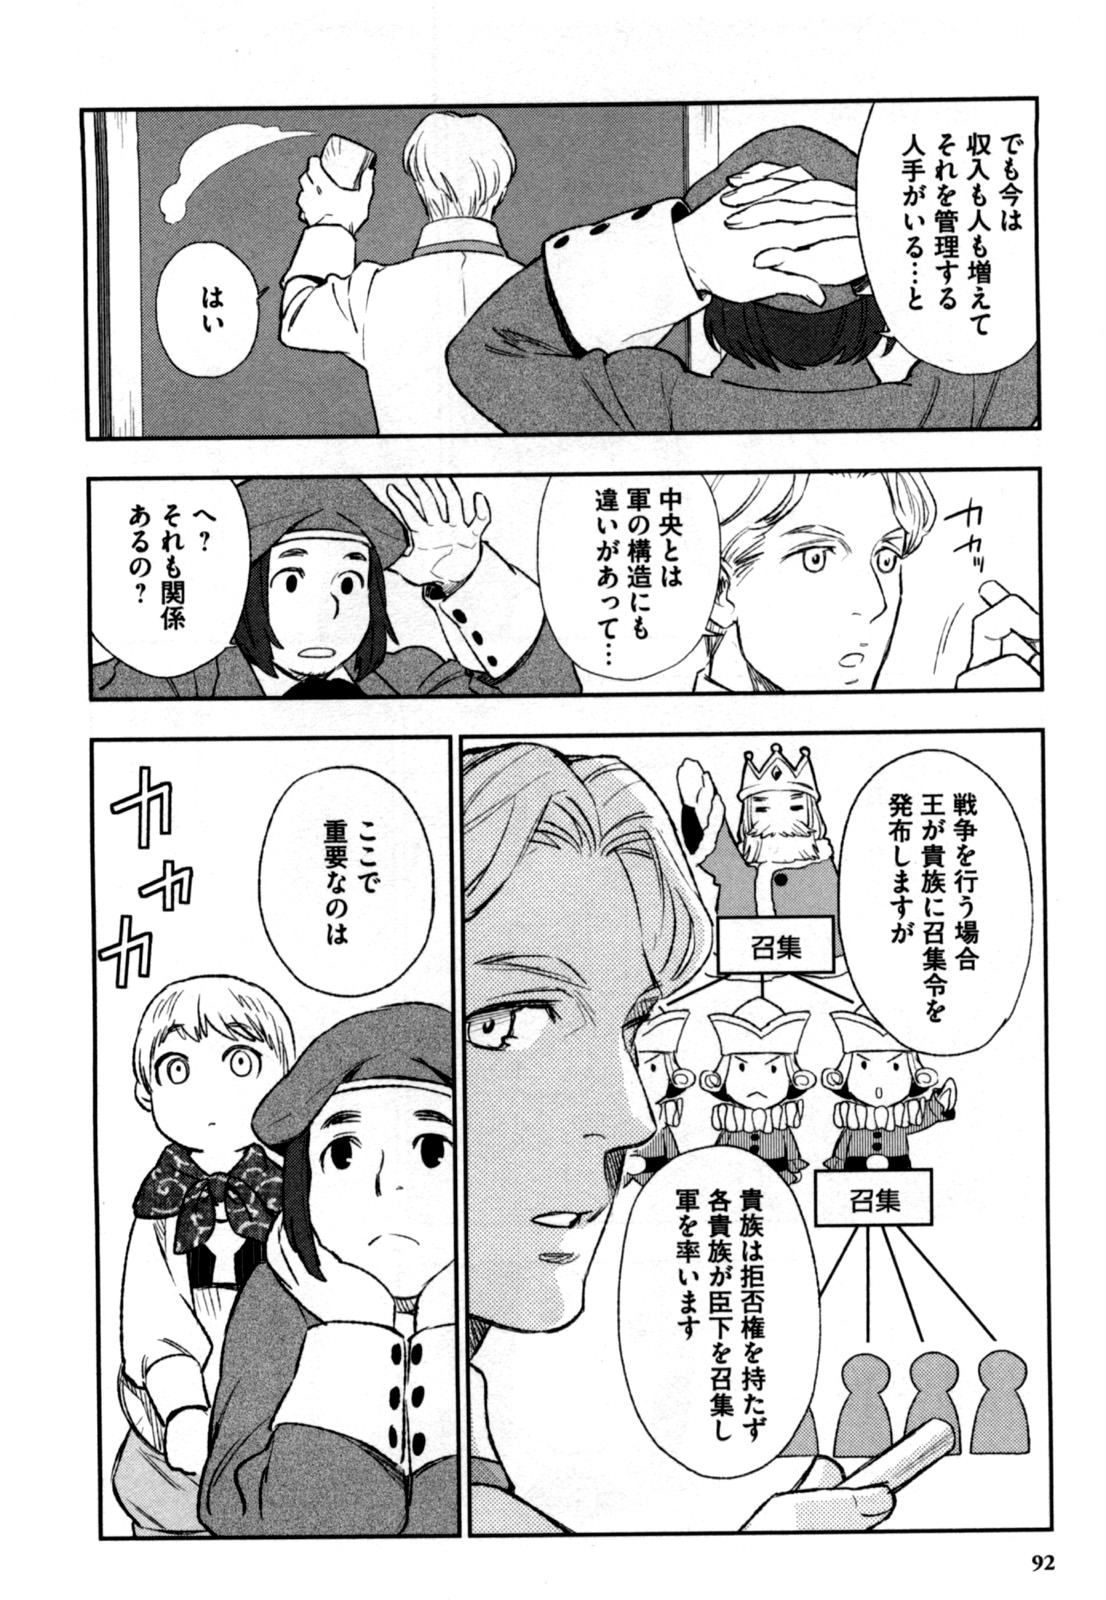 でも今は
収入も人も増えて
それを管理する
人手がいる…と
はい
カカカッ
中央とは
軍の構造にも
違いがあって…
へ?
それも関係
あるの?
戦争を行う場合
王が貴族に召集令を
発布しますが
召集
召集
貴族は拒否権を持たず
各貴族が臣下を召集し
軍を率います
ここで
重要なのは
カカカ
92